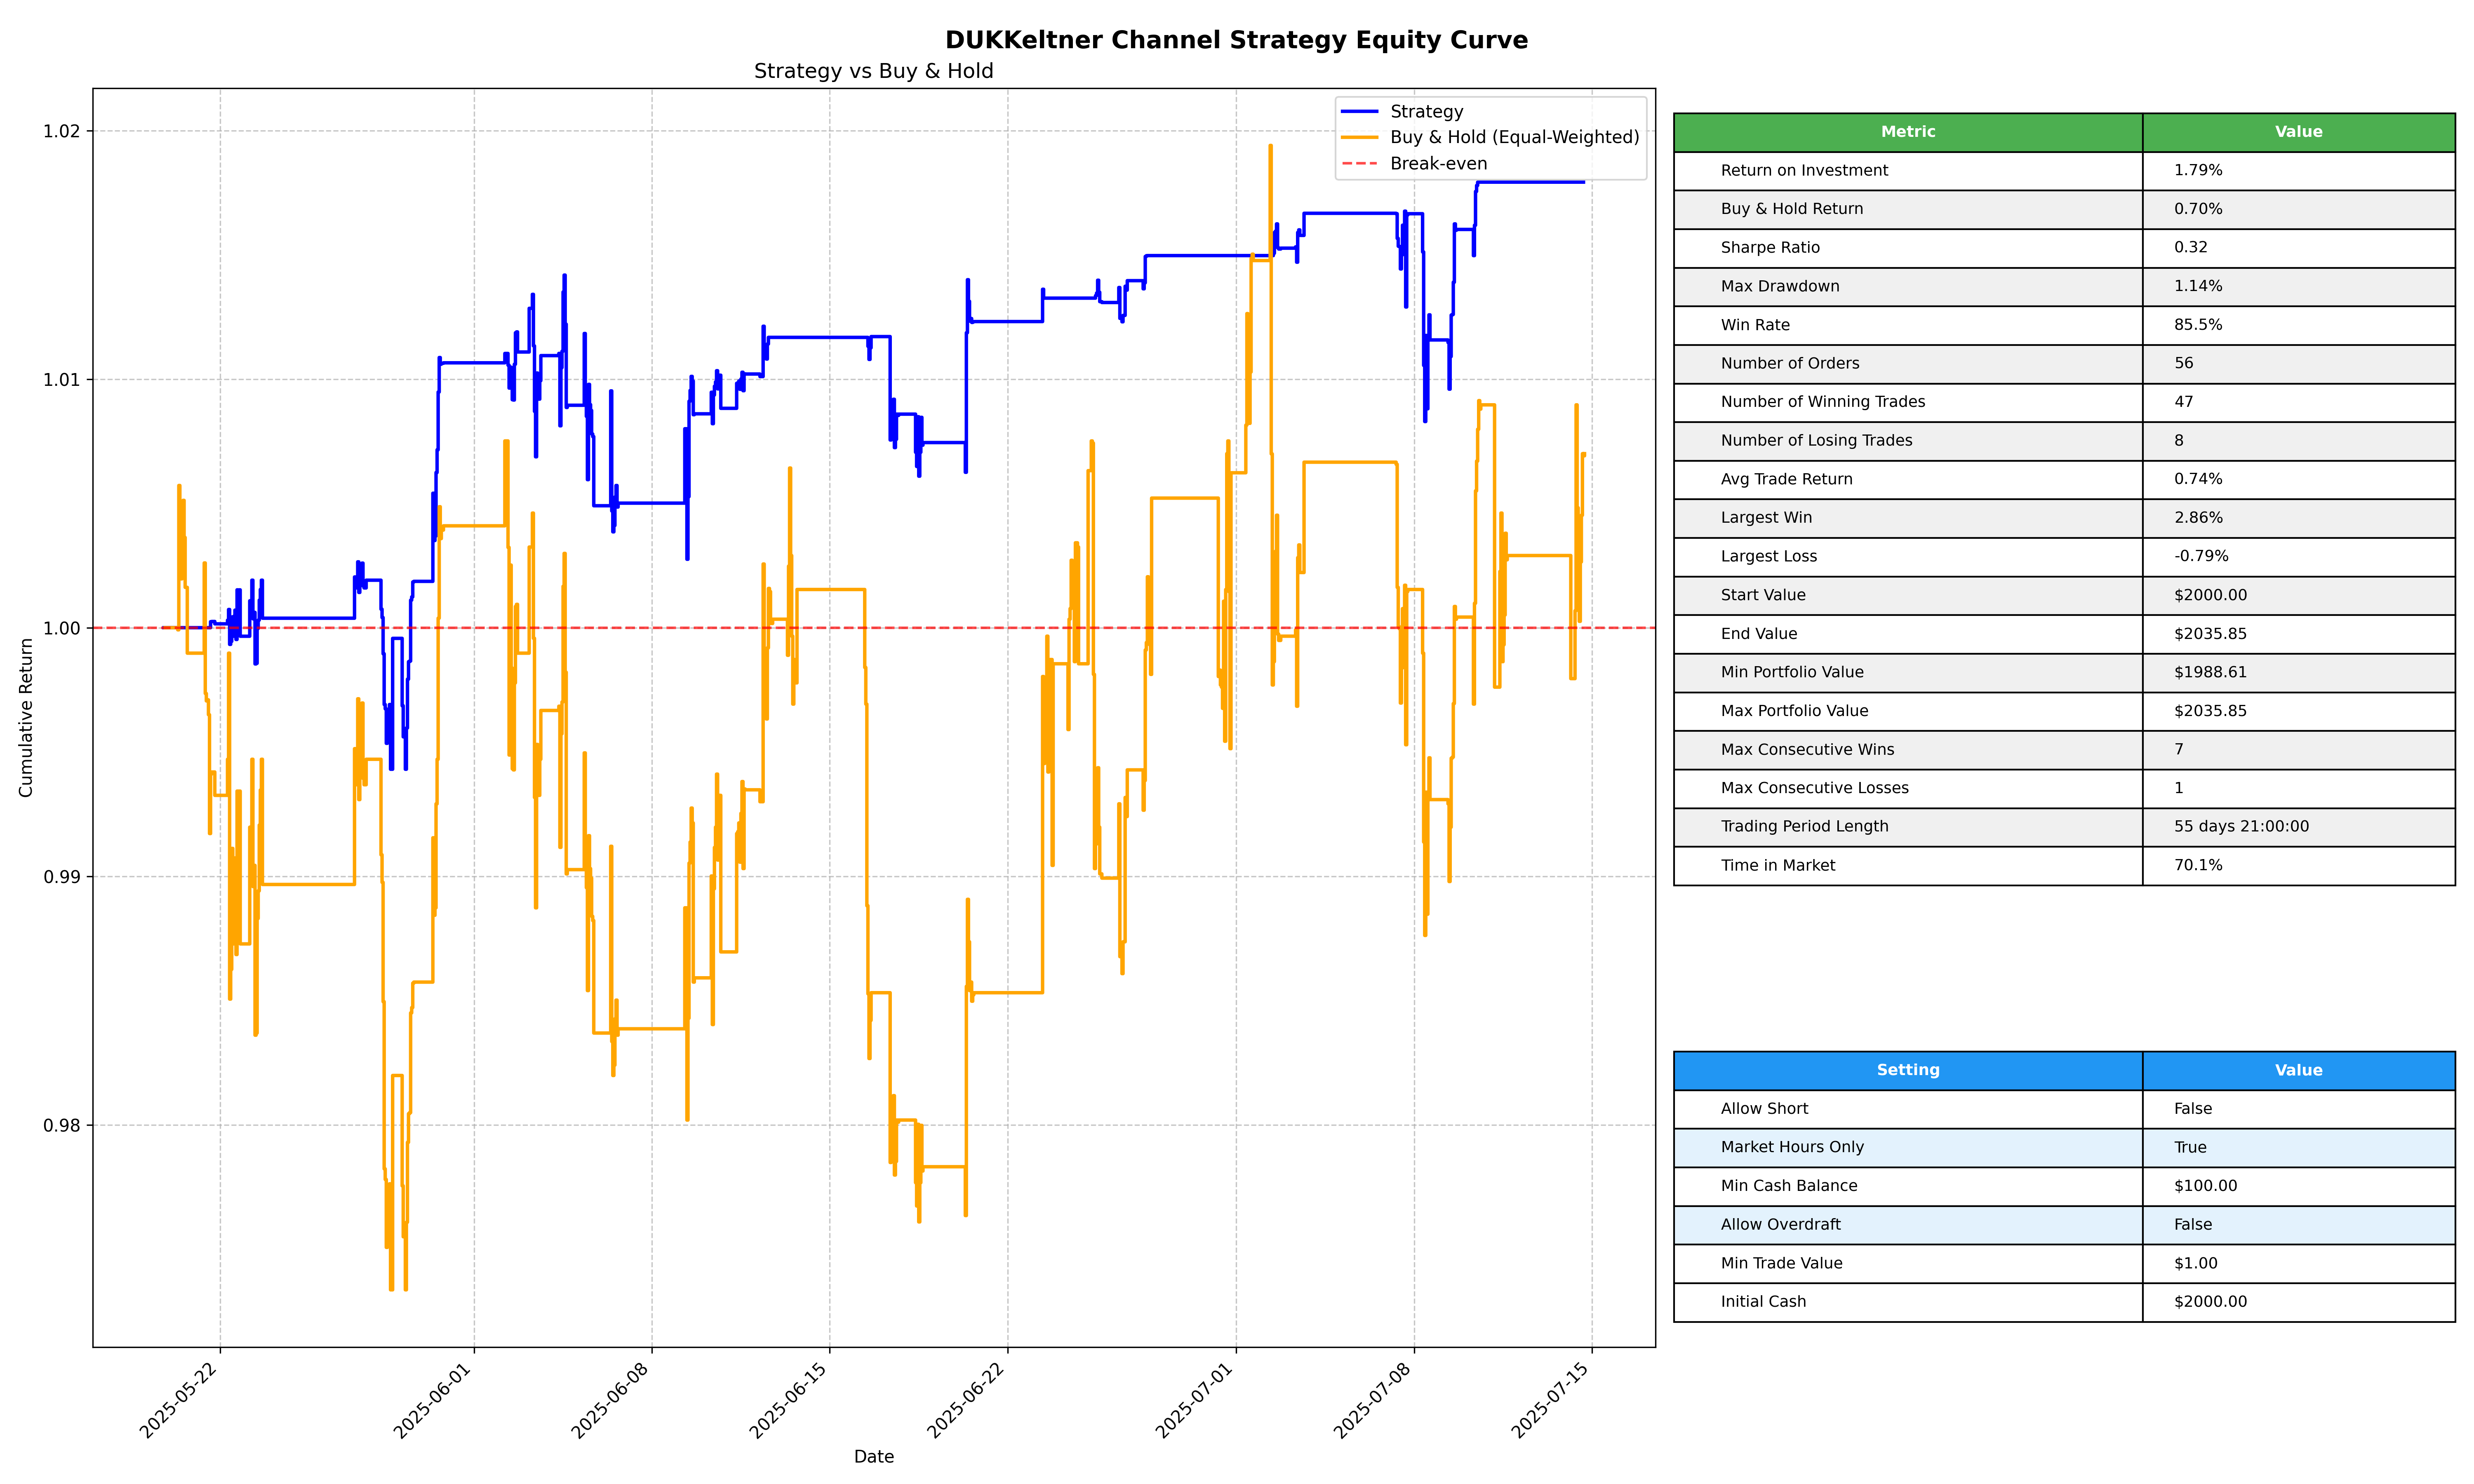 DUKKeltner Channel Strategy Equity Curve
Strategy vs Buy & Hold
Strategy
Buy & Hold (Equal-Weighted)
Break-even
Cumulative Return
1.02
1.01
1.00
0.99
0.98
2025-05-22
2025-06-01
2025-06-08
2025-06-15
2025-06-22
2025-07-01
2025-07-08
2025-07-15
Date
Metric Value
Return on Investment 1.79%
Buy & Hold Return 0.70%
Sharpe Ratio 0.32
Max Drawdown 1.14%
Win Rate 85.5%
Number of Orders 56
Number of Winning Trades 47
Number of Losing Trades 8
Avg Trade Return 0.74%
Largest Win 2.86%
Largest Loss -0.79%
Start Value $2000.00
End Value $2035.85
Min Portfolio Value $1988.61
Max Portfolio Value $2035.85
Max Consecutive Wins 7
Max Consecutive Losses 1
Trading Period Length 55 days 21:00:00
Time in Market 70.1%
Setting Value
Allow Short False
Market Hours Only True
Min Cash Balance $100.00
Allow Overdraft False
Min Trade Value $1.00
Initial Cash $2000.00